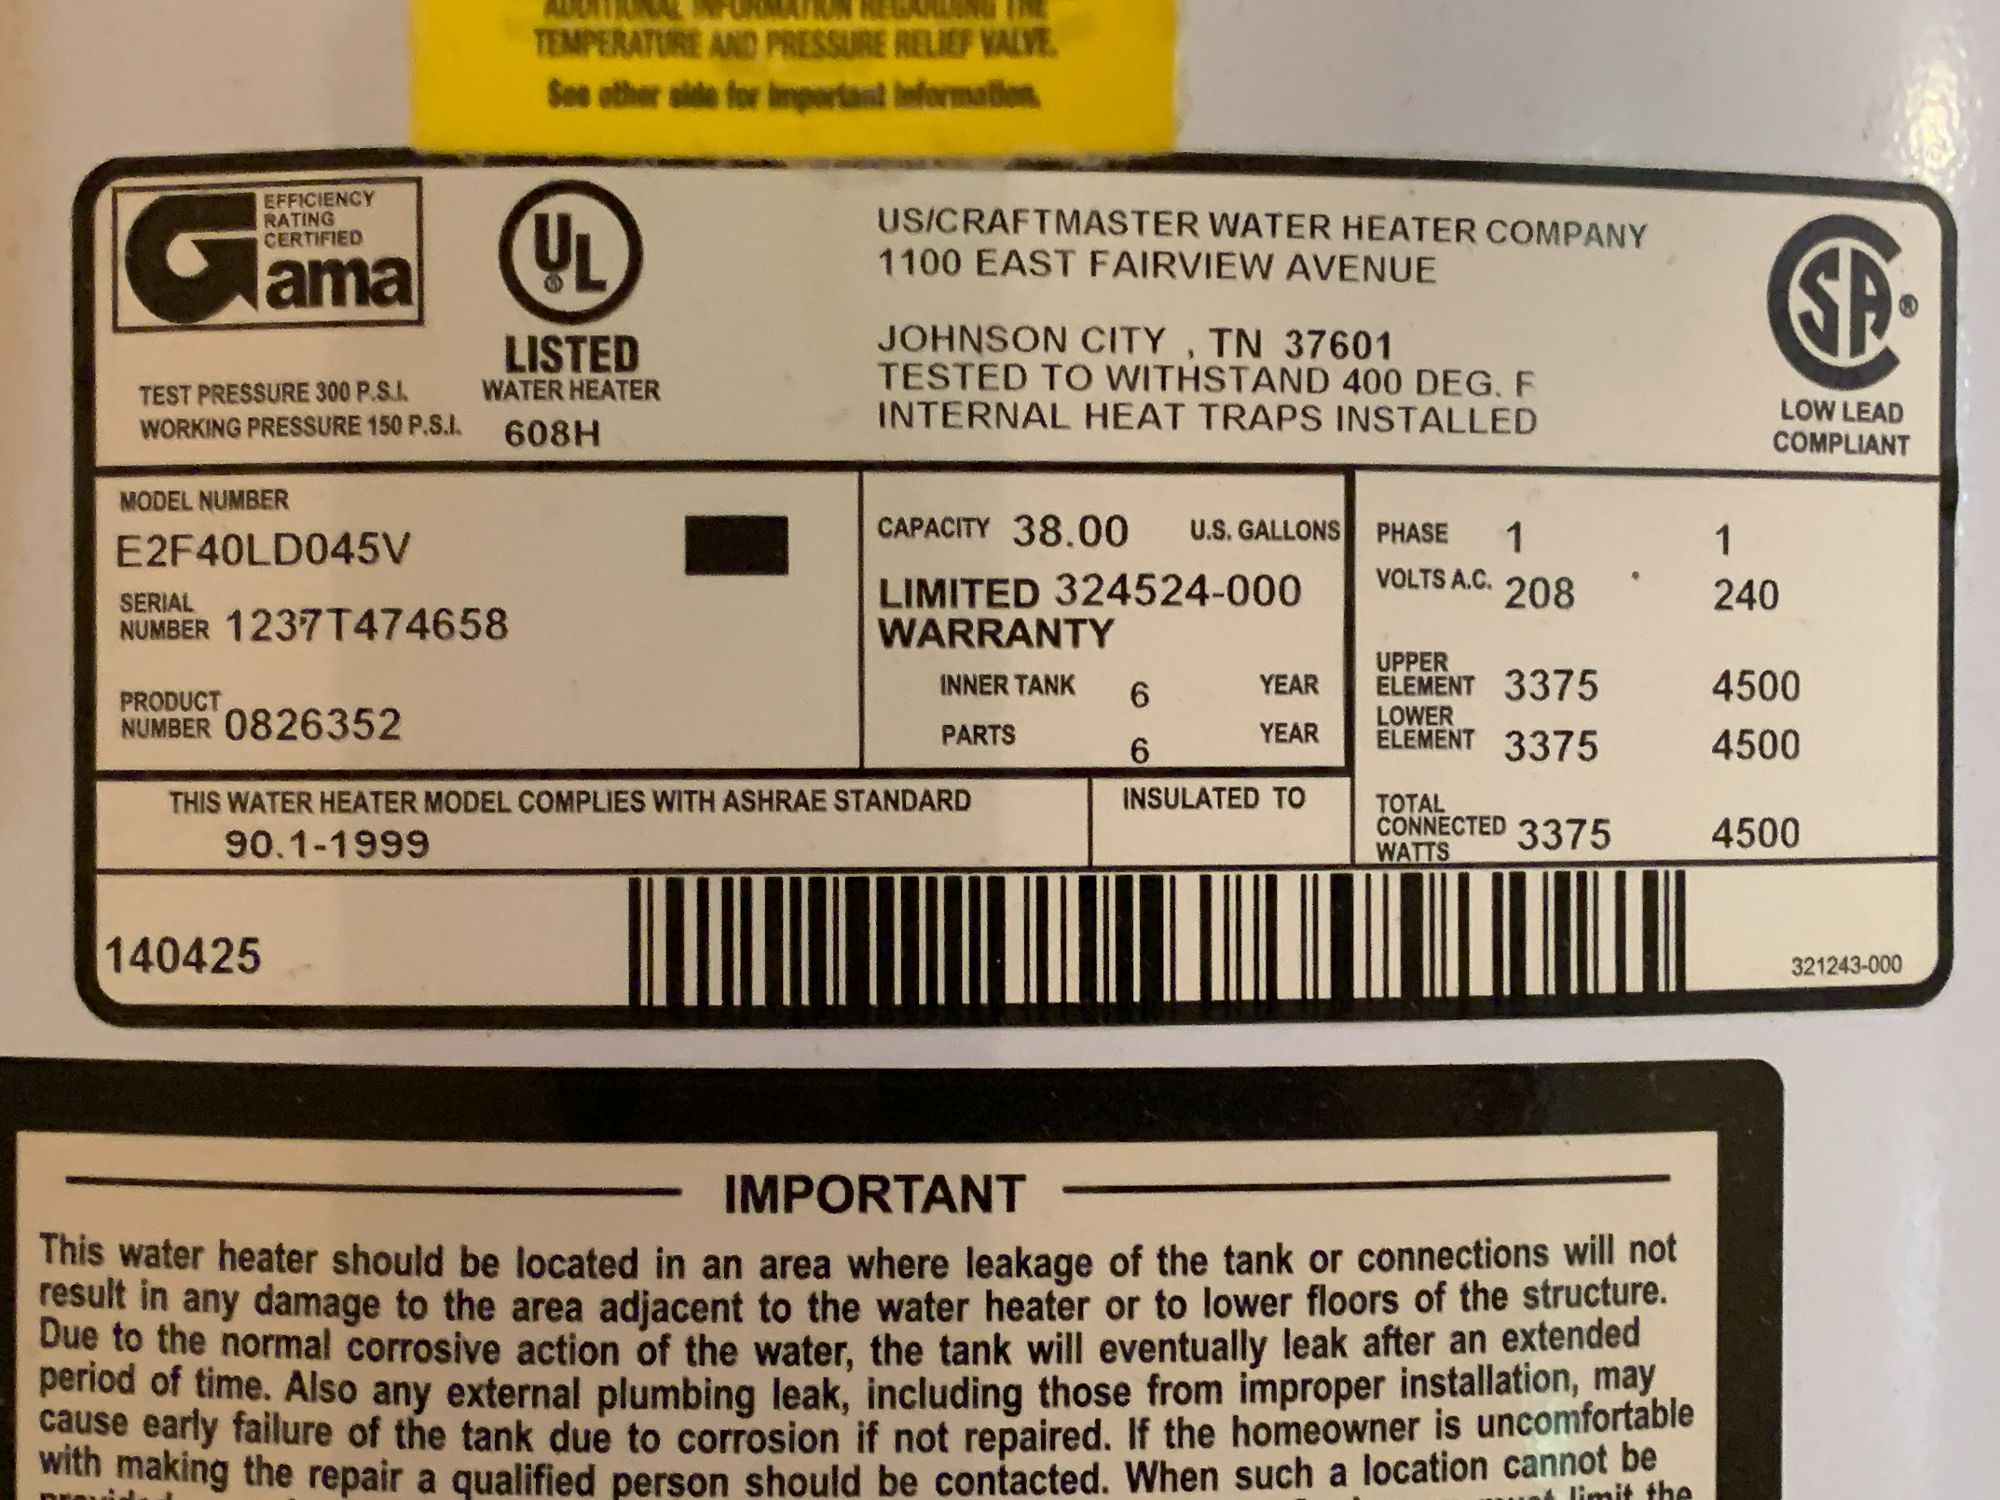 ADDITIONAL INFORMATION REGARDING THE
TEMPERATURE AND PRESSURE RELIEF VALVE.
See other side for important information.
Gama
EFFICIENCY
RATING
CERTIFIED
TEST PRESSURE 300 P.S.I.
WORKING PRESSURE 150 P.S.I.
UL
®
LISTED
WATER HEATER
608H
US/CRAFTMASTER WATER HEATER COMPANY
1100 EAST FAIRVIEW AVENUE
JOHNSON CITY , TN 37601
TESTED TO WITHSTAND 400 DEG. F
INTERNAL HEAT TRAPS INSTALLED
CSA ®
LOW LEAD
COMPLIANT
MODEL NUMBER
E2F40LD045V
SERIAL
NUMBER 1237T474658
PRODUCT
NUMBER 0826352
CAPACITY 38.00 U.S. GALLONS
LIMITED 324524-000
WARRANTY
INNER TANK 6 YEAR
PARTS 6 YEAR
PHASE 1 1
VOLTS A.C. 208 240
UPPER
ELEMENT 3375 4500
LOWER
ELEMENT 3375 4500
TOTAL
CONNECTED 3375 4500
WATTS
THIS WATER HEATER MODEL COMPLIES WITH ASHRAE STANDARD
90.1-1999
INSULATED TO
140425
321243-000
IMPORTANT
This water heater should be located in an area where leakage of the tank or connections will not
result in any damage to the area adjacent to the water heater or to lower floors of the structure.
Due to the normal corrosive action of the water, the tank will eventually leak after an extended
period of time. Also any external plumbing leak, including those from improper installation, may
cause early failure of the tank due to corrosion if not repaired. If the homeowner is uncomfortable
with making the repair a qualified person should be contacted. When such a location cannot be
limit the